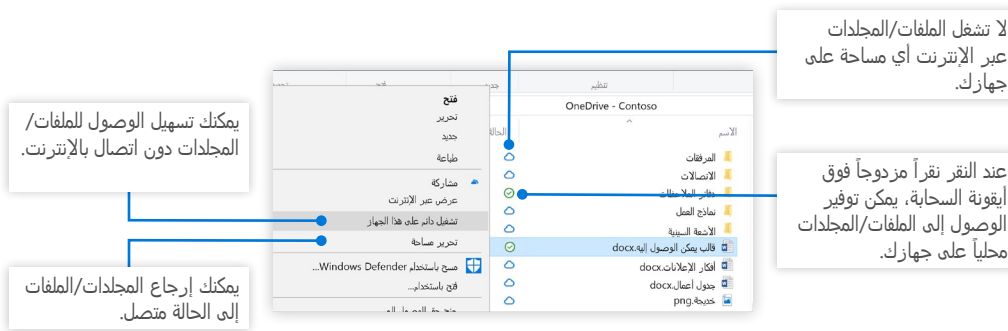 لا تشغل الملفات/المجلدات
عبر الإنترنت أي مساحة على
جهازك.
عند النقر نقراً مزدوجاً فوق
أيقونة السحابة، يمكن توفير
الوصول إلى الملفات/المجلدات
محلياً على جهازك.
تنظيم
جديد
فتح
OneDrive - Contoso
الاسم
الحالة
المرفقات
الاتصالات
دفاتر الملاحظات
نماذج العمل
الأشعة السينية
قالب يمكن الوصول إليه.docx
أفكار الإعلانات.docx
جدول أعمال.docx
خديجة.png
فتح
تحرير
جديد
طباعة
مشاركة
عرض عبر الإنترنت
تشغيل دائم على هذا الجهاز
تحرير مساحة
مسح باستخدام Windows Defender...
فتح باستخدام...
يمكنك تسهيل الوصول للملفات/
المجلدات دون اتصال بالإنترنت.
يمكنك إرجاع المجلدات/الملفات
إلى الحالة متصل.